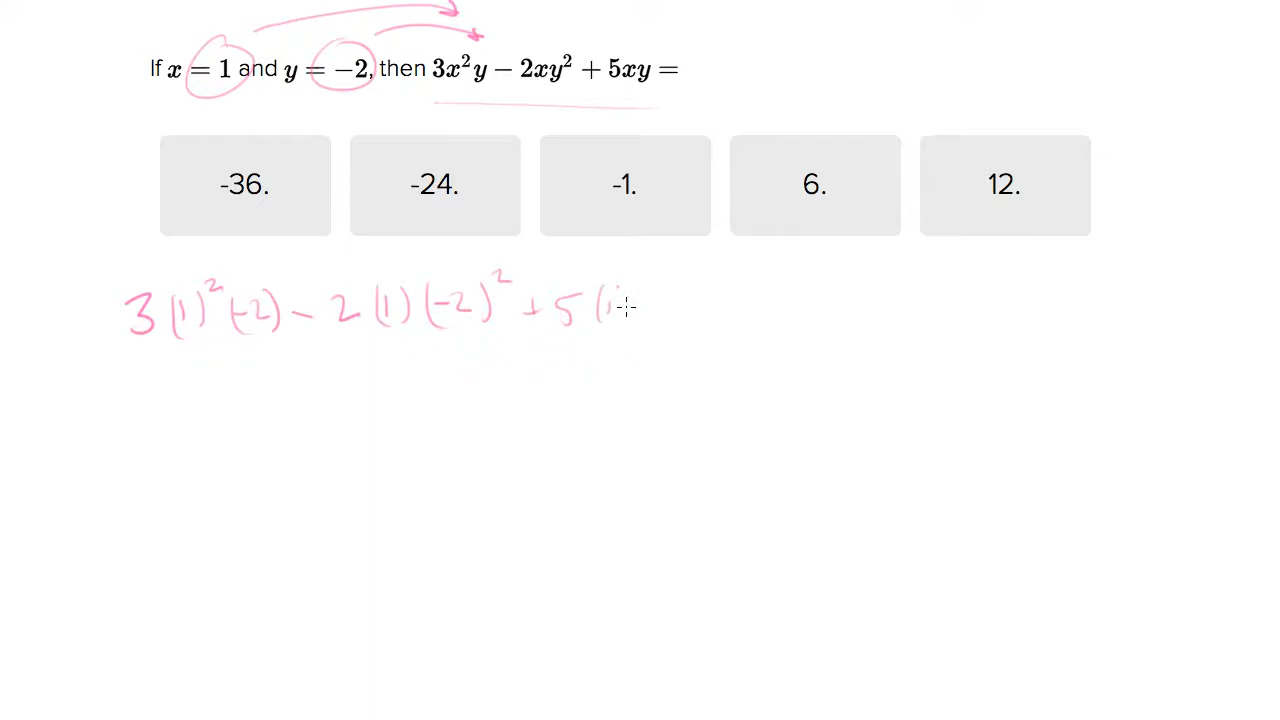 If x = 1 and y = −2, then 3x²y − 2xy² + 5xy =
-36. -24. -1. 6. 12.
3(1)²(-2) - 2(1)(-2)² + 5(1